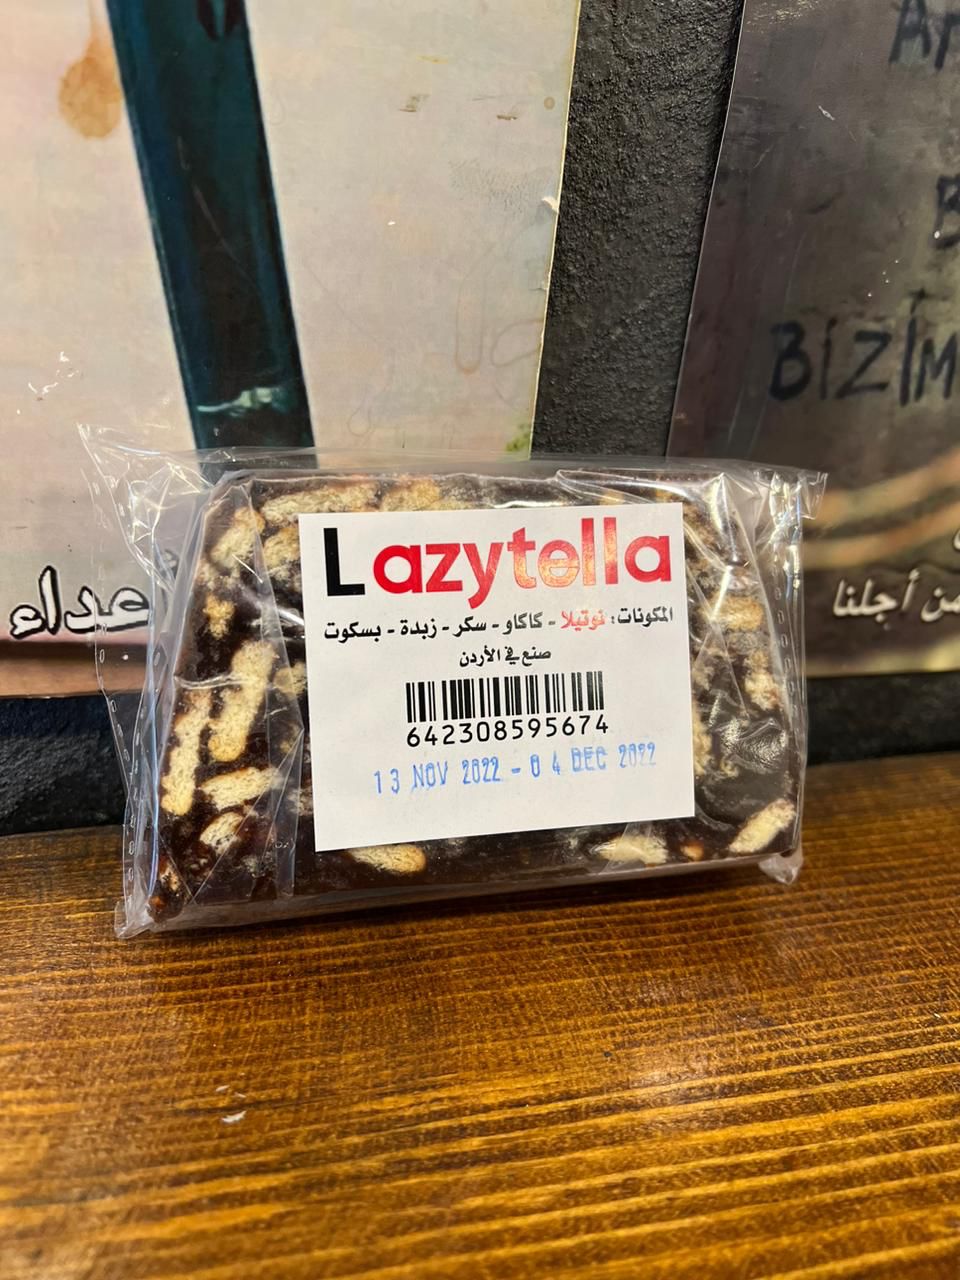 BİZİM
أعداء
من أجلنا
Lazytella
المكونات: نوتيلا - كاكاو - سكر - زبدة - بسكوت
صنع في الأردن
642308595674
13 NOV 2022 - 04 DEC 2022